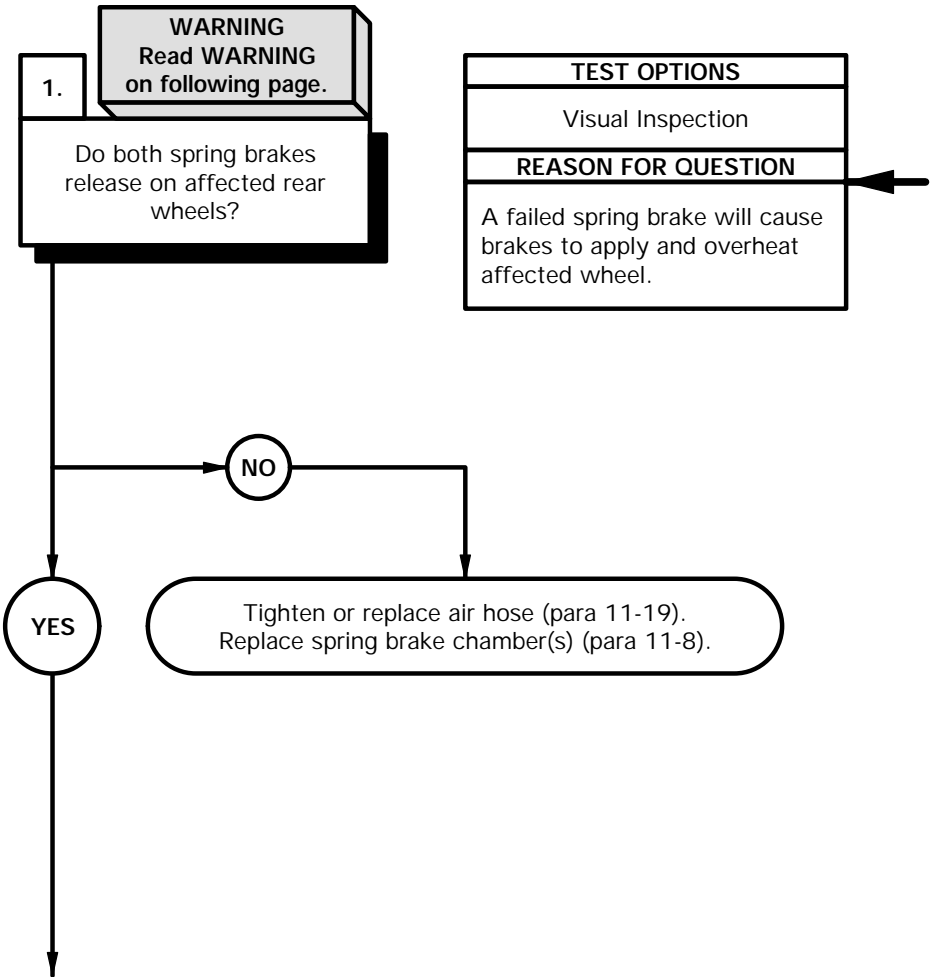 WARNING
Read WARNING
on following page.
1.
Do both spring brakes
release on affected rear
wheels?
TEST OPTIONS
Visual Inspection
REASON FOR QUESTION
A failed spring brake will cause
brakes to apply and overheat
affected wheel.
NO
YES
Tighten or replace air hose (para 11-19).
Replace spring brake chamber(s) (para 11-8).